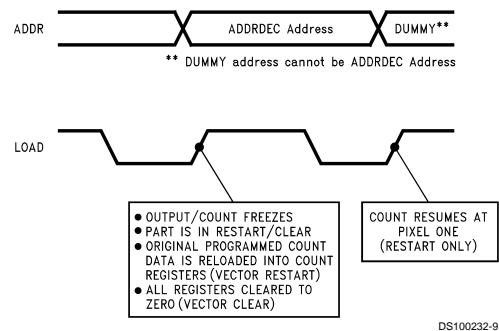 ADDR
ADDRDEC Address
DUMMY**
** DUMMY address cannot be ADDRDEC Address
LOAD
● OUTPUT/COUNT FREEZES
● PART IS IN RESTART/CLEAR
● ORIGINAL PROGRAMMED COUNT
DATA IS RELOADED INTO COUNT
REGISTERS (VECTOR RESTART)
● ALL REGISTERS CLEARED TO
ZERO (VECTOR CLEAR)
COUNT RESUMES AT
PIXEL ONE
(RESTART ONLY)
DS100232-9